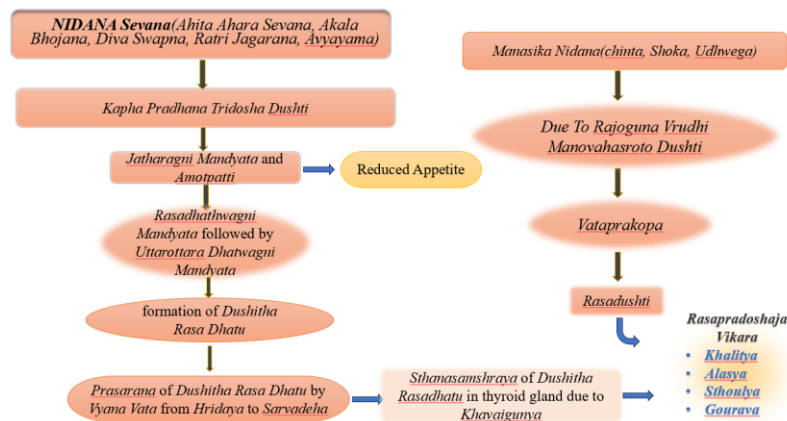 NIDANA Sevana(Ahita Ahara Sevana, Akala
Bhojana, Diva Swapna, Ratri Jagarana, Avyayama)
Kapha Pradhana Tridosha Dushti
Jatharagni Mandyata and
Amotpatti
Reduced Appetite
Rasadhathwagni
Mandyata followed by
Uttarottara Dhatwagni
Mandyata
formation of Dushitha
Rasa Dhatu
Prasarana of Dushitha Rasa Dhatu by
Vyana Vata from Hridaya to Sarvadeha
Sthanasamshraya of Dushitha
Rasadhatu in thyroid gland due to
Khavaigunya
Manasika Nidana(chinta, Shoka, Udhwega)
Due To Rajoguna Vrudhi
Manovahasroto Dushti
Vataprakopa
Rasadushti
Rasapradoshaja
Vikara
• Khalitya
• Alasya
• Sthoulya
• Gourava